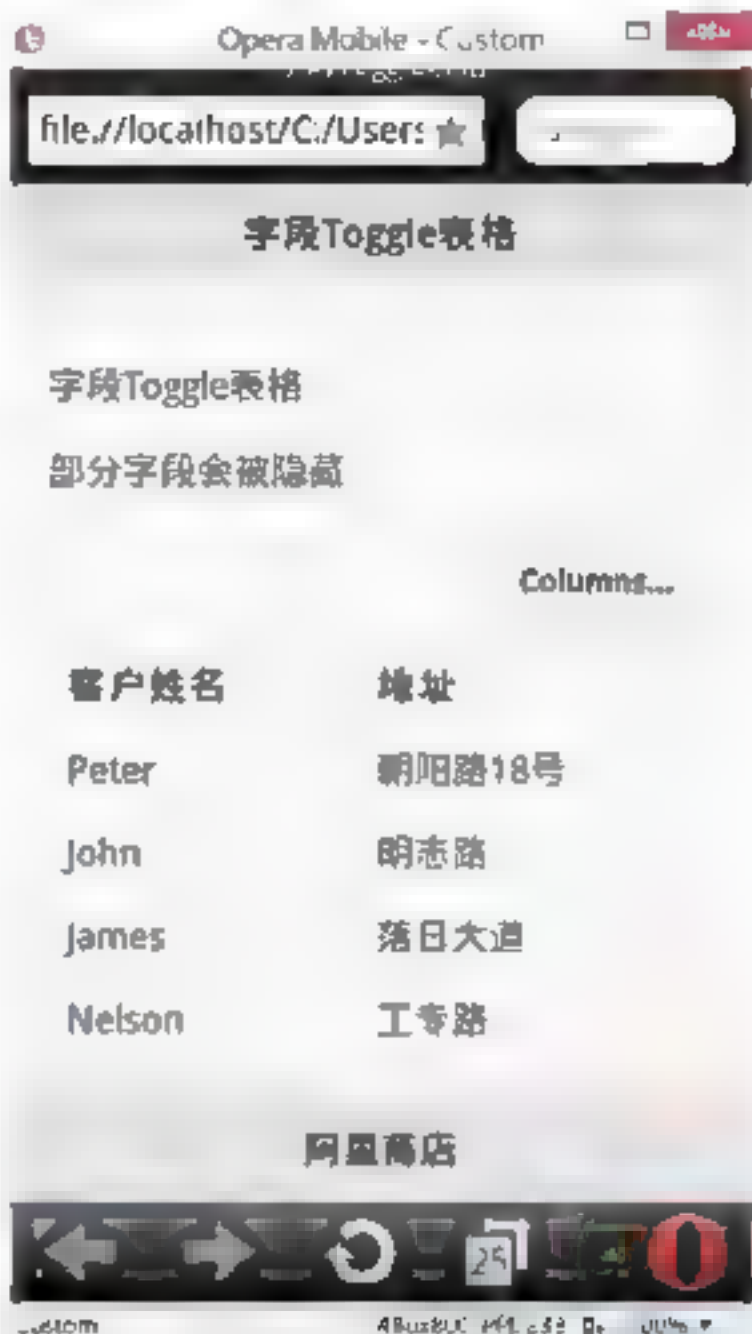 Opera Mobile - Custom
file://localhost/C:/Users
字段Toggle表格
字段Toggle表格
部分字段会被隐藏
Columns...
客户姓名 地址
Peter 朝阳路18号
John 明志路
James 落日大道
Nelson 工专路
阿里商店
25